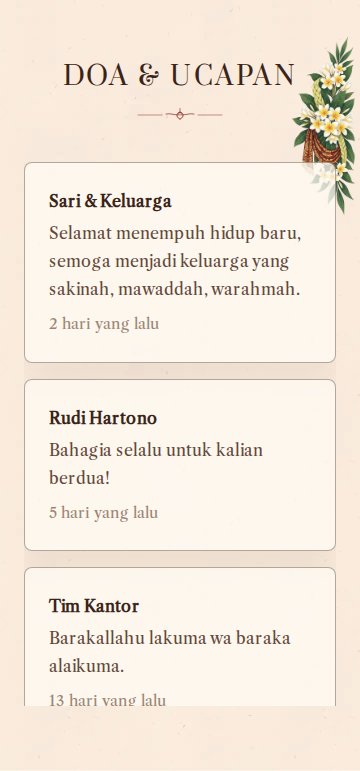 DOA & UCAPAN
Sari & Keluarga
Selamat menempuh hidup baru,
semoga menjadi keluarga yang
sakinah, mawaddah, warahmah.
2 hari yang lalu
Rudi Hartono
Bahagia selalu untuk kalian
berdua!
5 hari yang lalu
Tim Kantor
Barakallahu lakuma wa baraka
alaikuma.
13 hari yang lalu